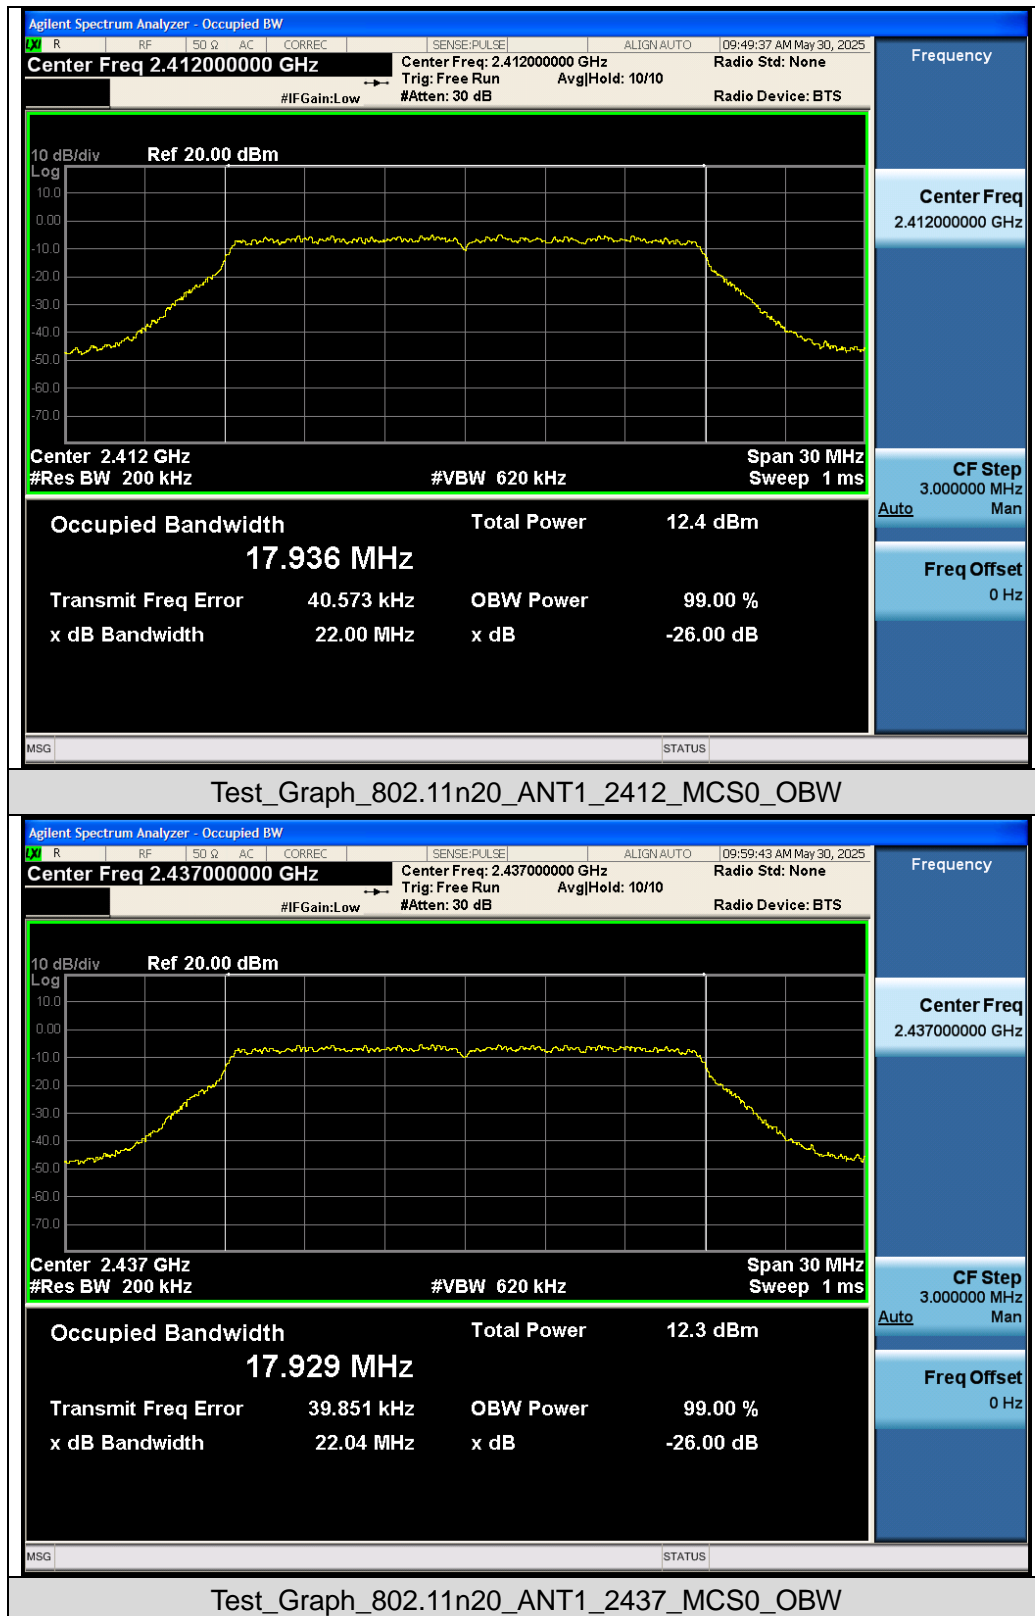 Agilent Spectrum Analyzer - Occupied BW
LXI R RF 50 Ω AC CORREC SENSE:PULSE ALIGN AUTO 09:49:37 AM May 30, 2025
Center Freq 2.412000000 GHz
Center Freq: 2.412000000 GHz Radio Std: None
Trig: Free Run Avg|Hold: 10/10
#IFGain:Low #Atten: 30 dB Radio Device: BTS
Frequency
10 dB/div Ref 20.00 dBm
Log
10.0
0.00
-10.0
-20.0
-30.0
-40.0
-50.0
-60.0
-70.0
Center 2.412 GHz Span 30 MHz
#Res BW 200 kHz #VBW 620 kHz Sweep 1 ms
Center Freq
2.412000000 GHz
CF Step
3.000000 MHz
Auto Man
Freq Offset
0 Hz
Occupied Bandwidth Total Power 12.4 dBm
17.936 MHz
Transmit Freq Error 40.573 kHz OBW Power 99.00 %
x dB Bandwidth 22.00 MHz x dB -26.00 dB
MSG STATUS
Test_Graph_802.11n20_ANT1_2412_MCS0_OBW
Agilent Spectrum Analyzer - Occupied BW
LXI R RF 50 Ω AC CORREC SENSE:PULSE ALIGN AUTO 09:59:43 AM May 30, 2025
Center Freq 2.437000000 GHz
Center Freq: 2.437000000 GHz Radio Std: None
Trig: Free Run Avg|Hold: 10/10
#IFGain:Low #Atten: 30 dB Radio Device: BTS
Frequency
10 dB/div Ref 20.00 dBm
Log
10.0
0.00
-10.0
-20.0
-30.0
-40.0
-50.0
-60.0
-70.0
Center 2.437 GHz Span 30 MHz
#Res BW 200 kHz #VBW 620 kHz Sweep 1 ms
Center Freq
2.437000000 GHz
CF Step
3.000000 MHz
Auto Man
Freq Offset
0 Hz
Occupied Bandwidth Total Power 12.3 dBm
17.929 MHz
Transmit Freq Error 39.851 kHz OBW Power 99.00 %
x dB Bandwidth 22.04 MHz x dB -26.00 dB
MSG STATUS
Test_Graph_802.11n20_ANT1_2437_MCS0_OBW